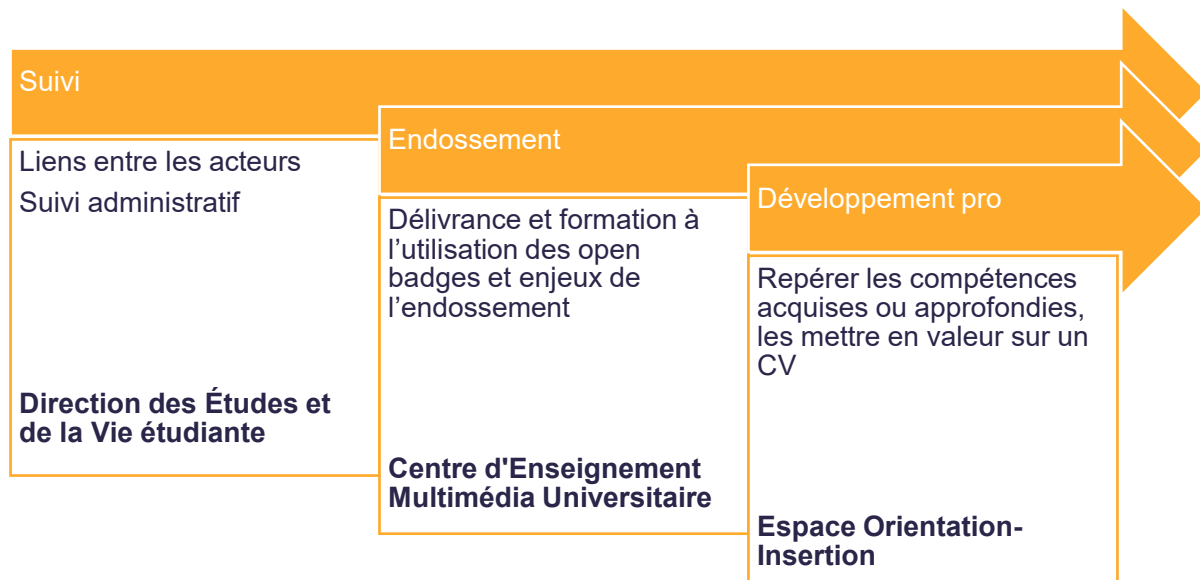 Suivi
Liens entre les acteurs
Suivi administratif
Direction des Études et
de la Vie étudiante
Endossement
Délivrance et formation à
l’utilisation des open
badges et enjeux de
l’endossement
Centre d'Enseignement
Multimédia Universitaire
Développement pro
Repérer les compétences
acquises ou approfondies,
les mettre en valeur sur un
CV
Espace Orientation-
Insertion